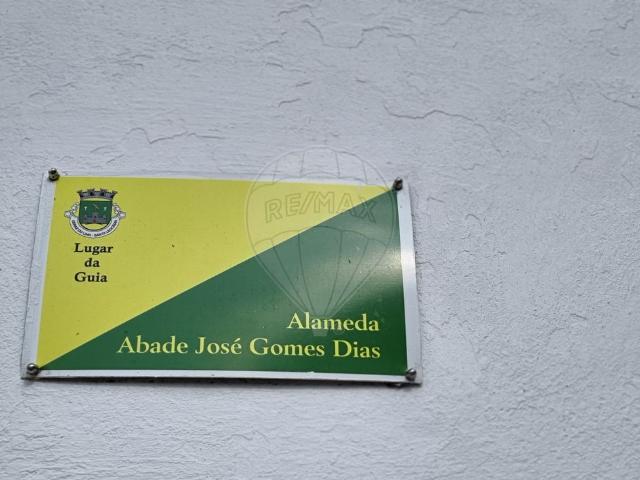 RE/MAX
Lugar
da
Guia
Alameda
Abade José Gomes Dias